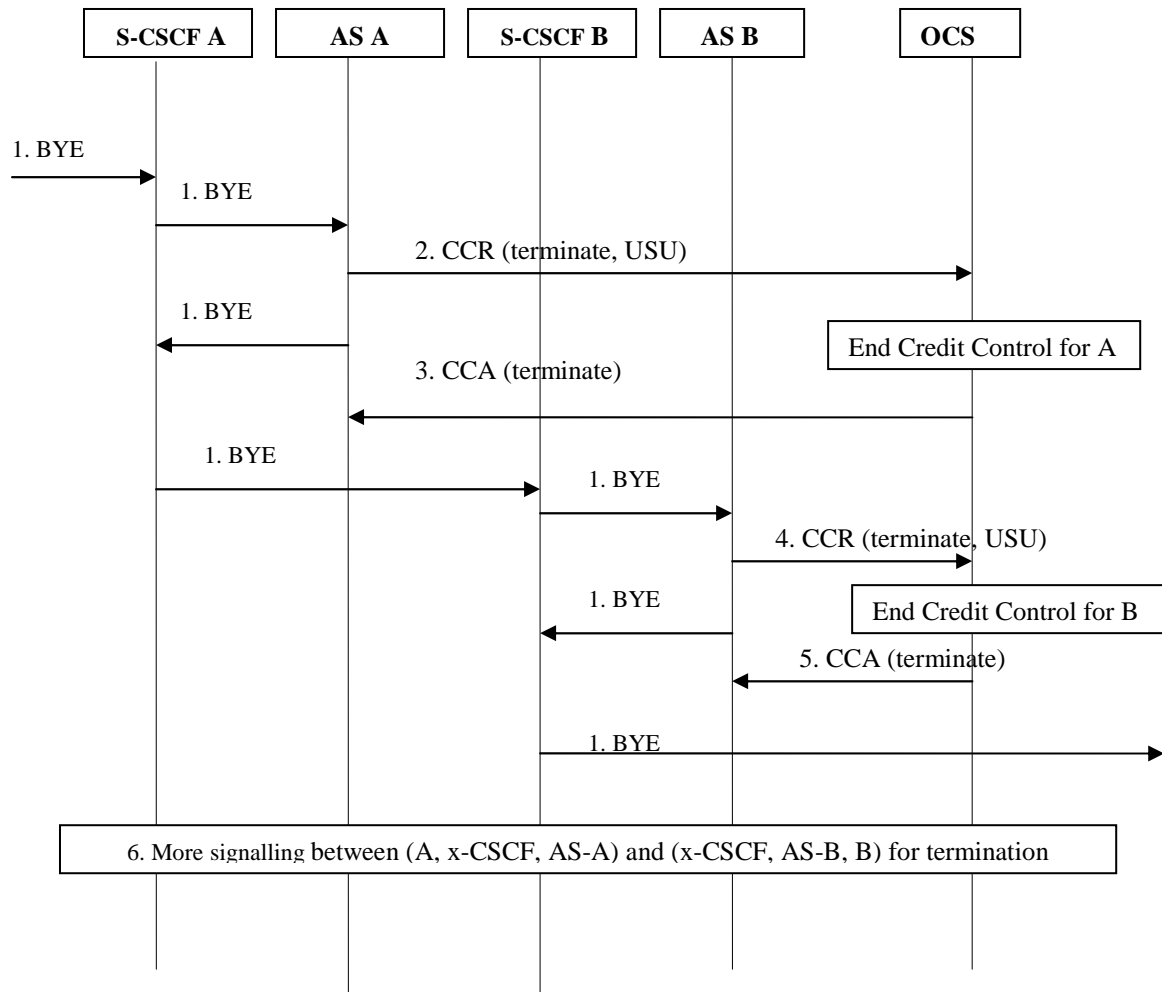 S-CSCF A
AS A
S-CSCF B
AS B
OCS
1. BYE
1. BYE
2. CCR (terminate, USU)
1. BYE
End Credit Control for A
3. CCA (terminate)
1. BYE
1. BYE
4. CCR (terminate, USU)
1. BYE
End Credit Control for B
5. CCA (terminate)
1. BYE
6. More signalling between (A, x-CSCF, AS-A) and (x-CSCF, AS-B, B) for termination